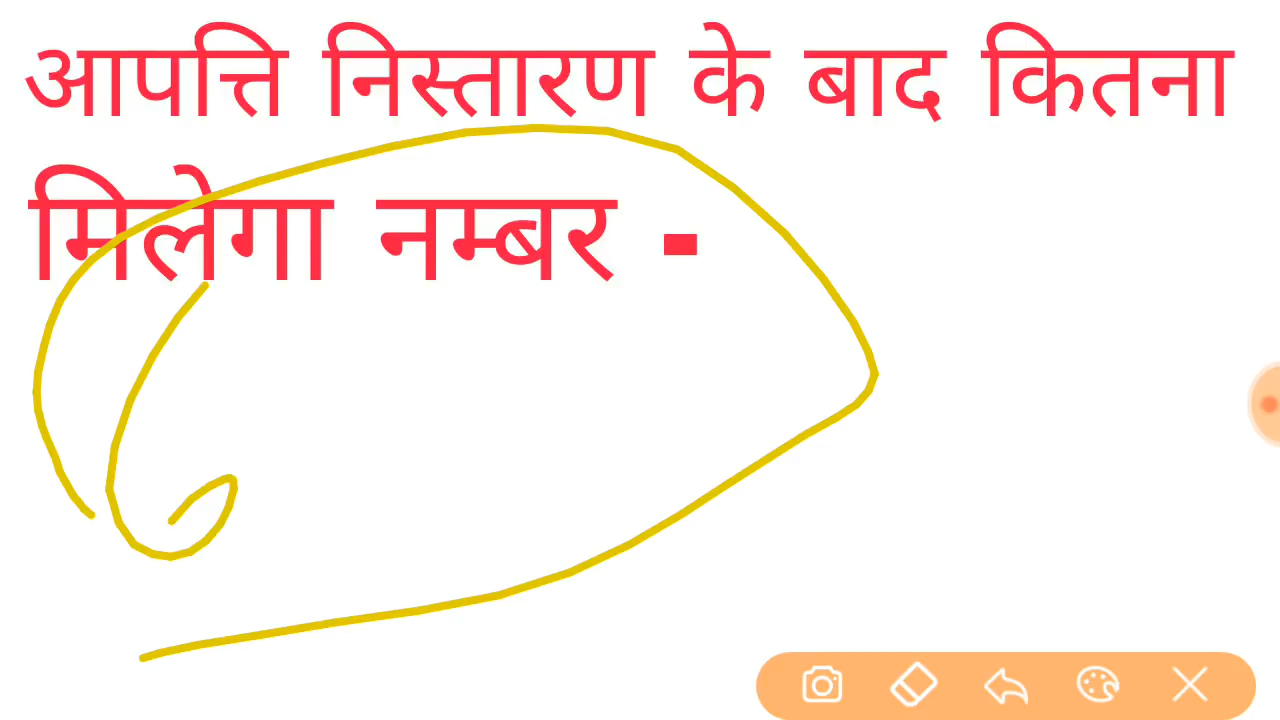 आपत्ति निस्तारण के बाद कितना
मिलेगा नम्बर -